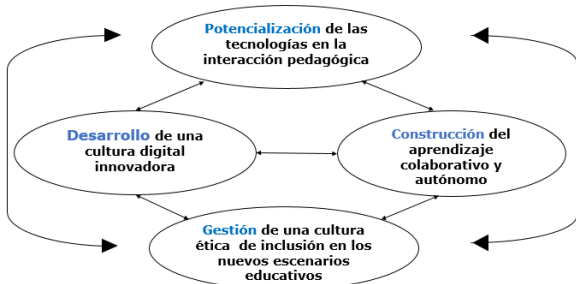 Potencialización de las
tecnologías en la
interacción pedagógica
Desarrollo de una
cultura digital
innovadora
Construcción del
aprendizaje
colaborativo y
autónomo
Gestión de una cultura
ética de inclusión en los
nuevos escenarios
educativos